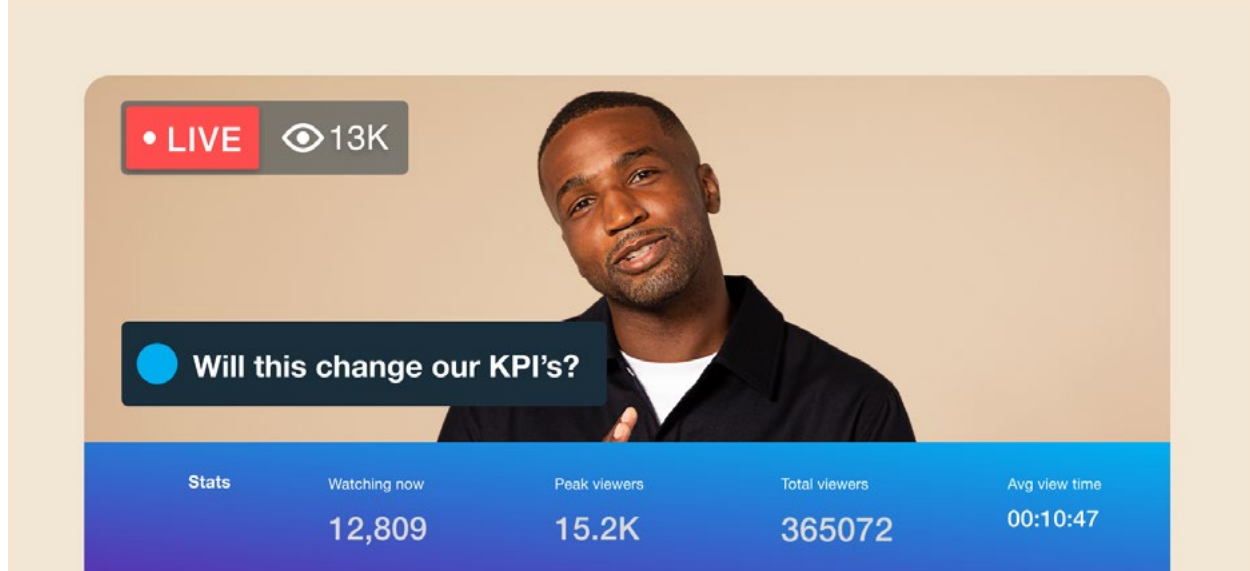 LIVE
13K
Will this change our KPI’s?
Stats
Watching now
12,809
Peak viewers
15.2K
Total viewers
365072
Avg view time
00:10:47